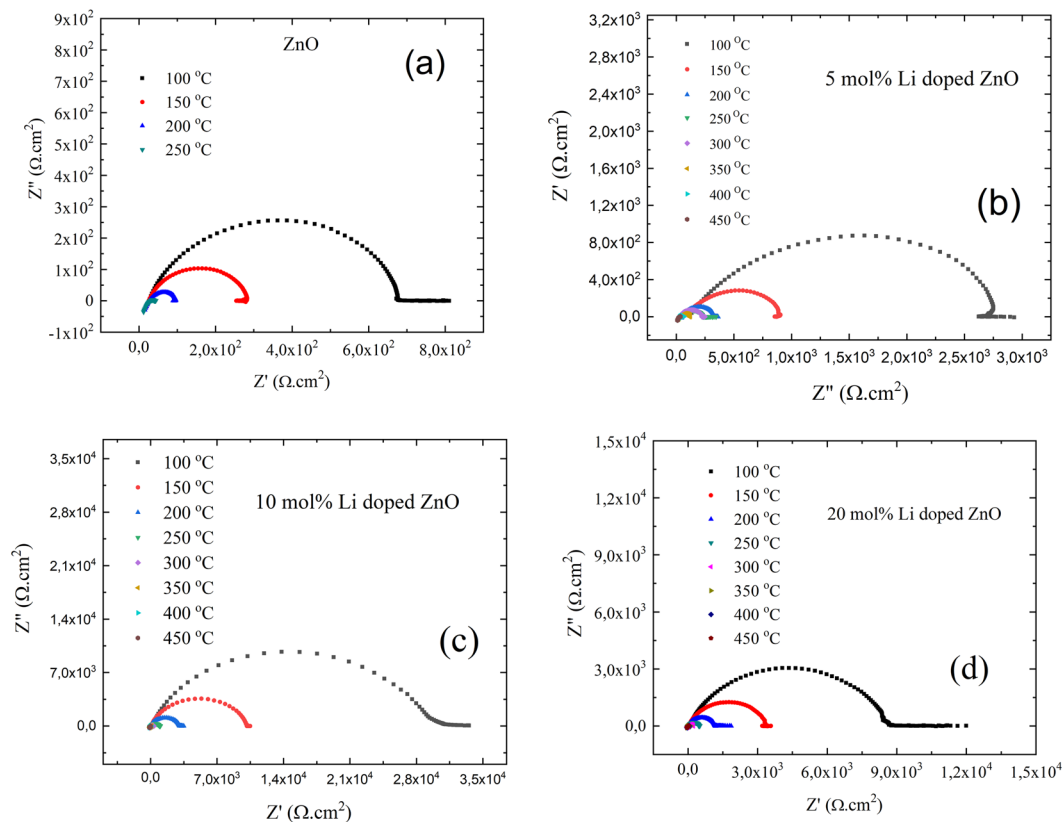 ZnO
(a)
100 °C
150 °C
200 °C
250 °C
9x10²
8x10²
7x10²
6x10²
5x10²
4x10²
3x10²
2x10²
1x10²
0
-1x10²
Z'' (Ω.cm²)
0,0
2,0x10²
4,0x10²
6,0x10²
8,0x10²
Z' (Ω.cm²)
5 mol% Li doped ZnO
(b)
100 °C
150 °C
200 °C
250 °C
300 °C
350 °C
400 °C
450 °C
3,2x10³
2,8x10³
2,4x10³
2,0x10³
1,6x10³
1,2x10³
8,0x10²
4,0x10²
0,0
Z' (Ω.cm²)
0,0
5,0x10²
1,0x10³
1,5x10³
2,0x10³
2,5x10³
3,0x10³
Z'' (Ω.cm²)
10 mol% Li doped ZnO
(c)
100 °C
150 °C
200 °C
250 °C
300 °C
350 °C
400 °C
450 °C
3,5x10⁴
2,8x10⁴
2,1x10⁴
1,4x10⁴
7,0x10³
0,0
Z'' (Ω.cm²)
0,0
7,0x10³
1,4x10⁴
2,1x10⁴
2,8x10⁴
3,5x10⁴
Z' (Ω.cm²)
20 mol% Li doped ZnO
(d)
100 °C
150 °C
200 °C
250 °C
300 °C
350 °C
400 °C
450 °C
1,5x10⁴
1,2x10⁴
9,0x10³
6,0x10³
3,0x10³
0,0
Z'' (Ω.cm²)
0,0
3,0x10³
6,0x10³
9,0x10³
1,2x10⁴
1,5x10⁴
Z' (Ω.cm²)